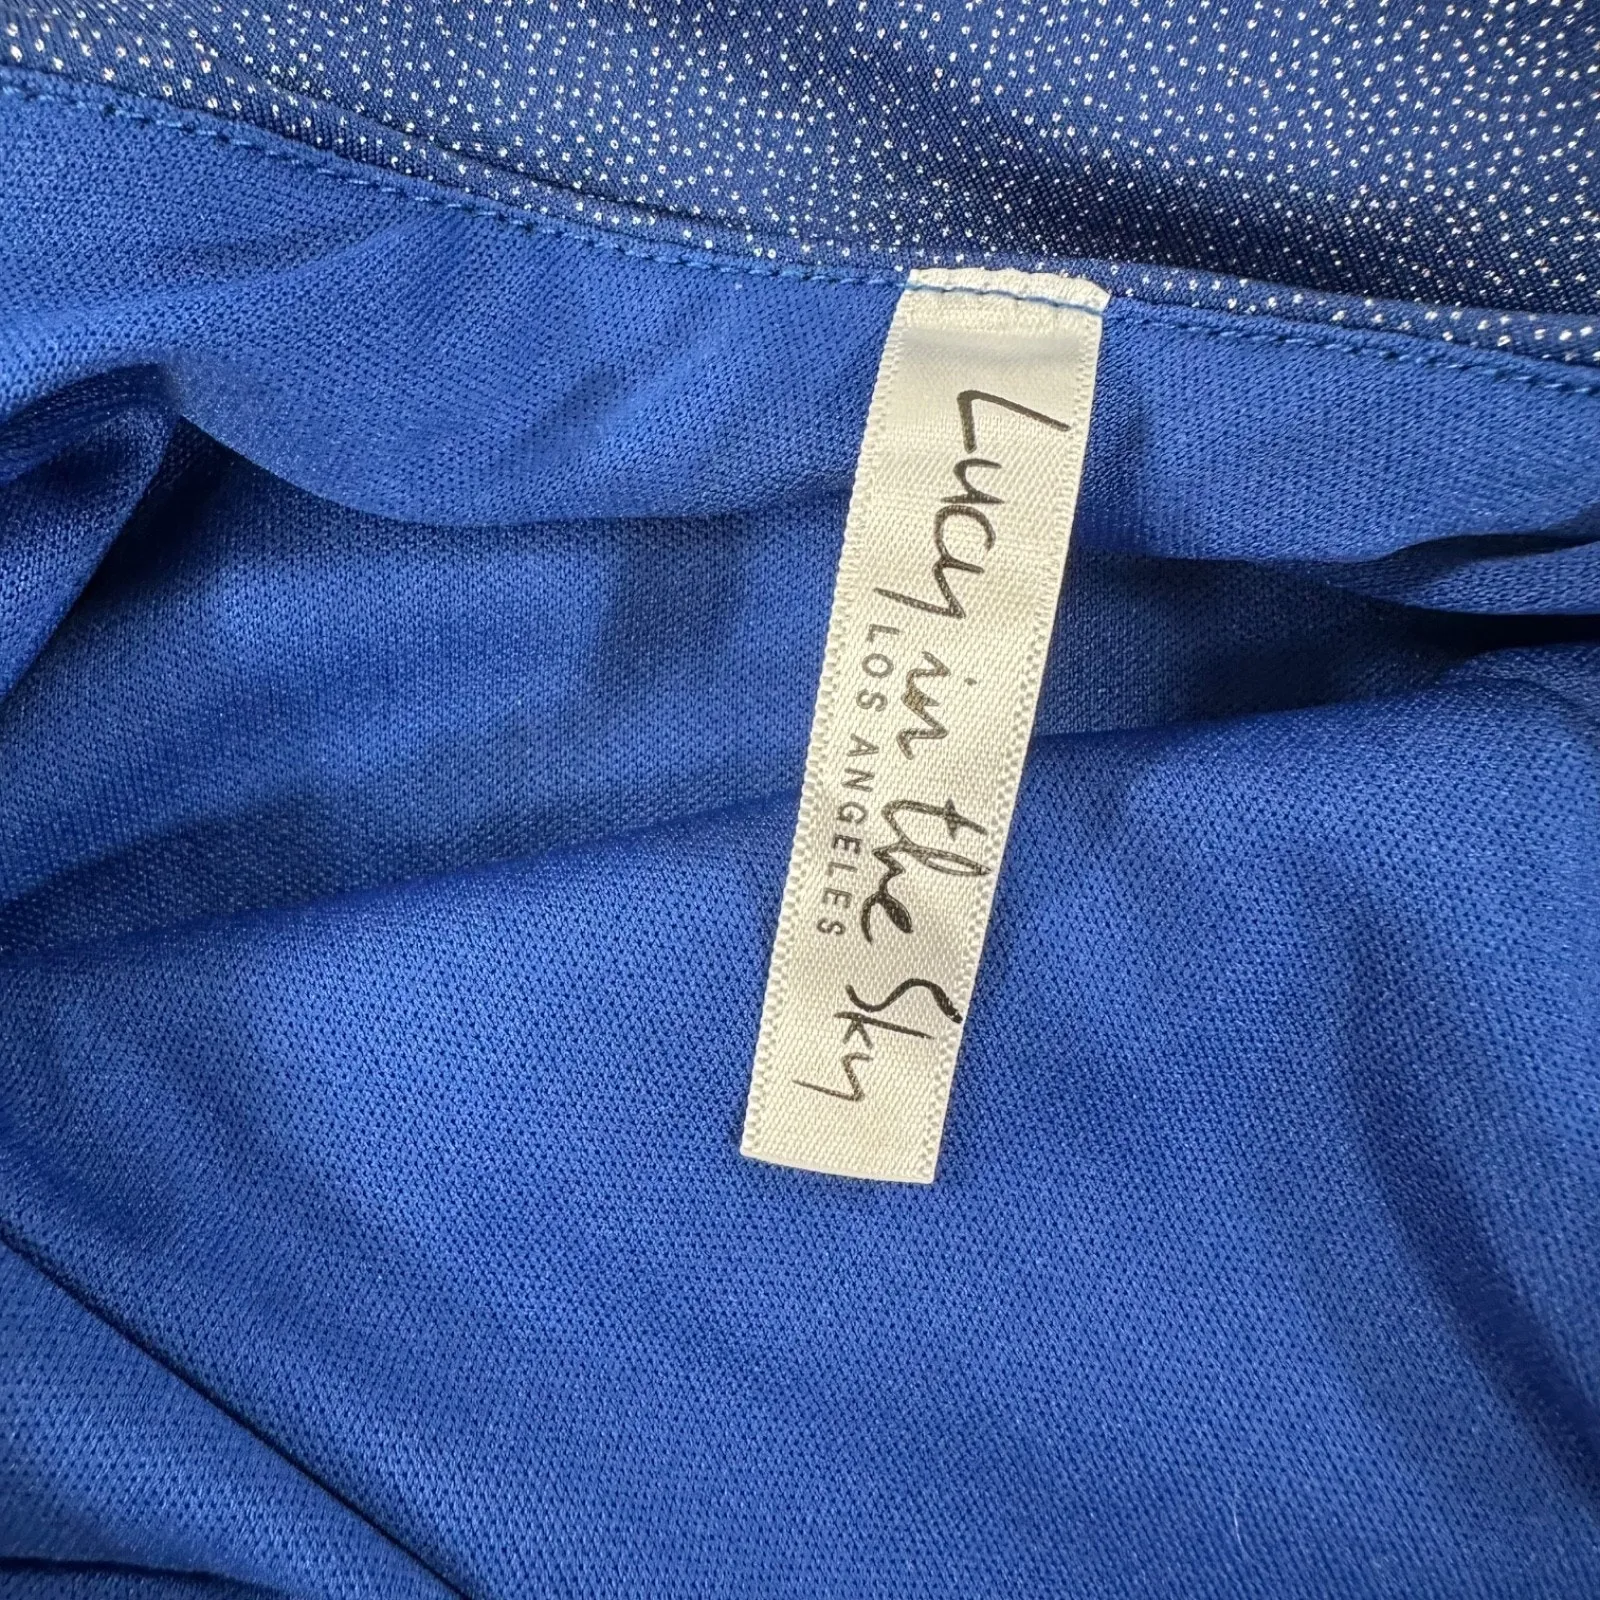 Lucy in the Sky
LOS ANGELES